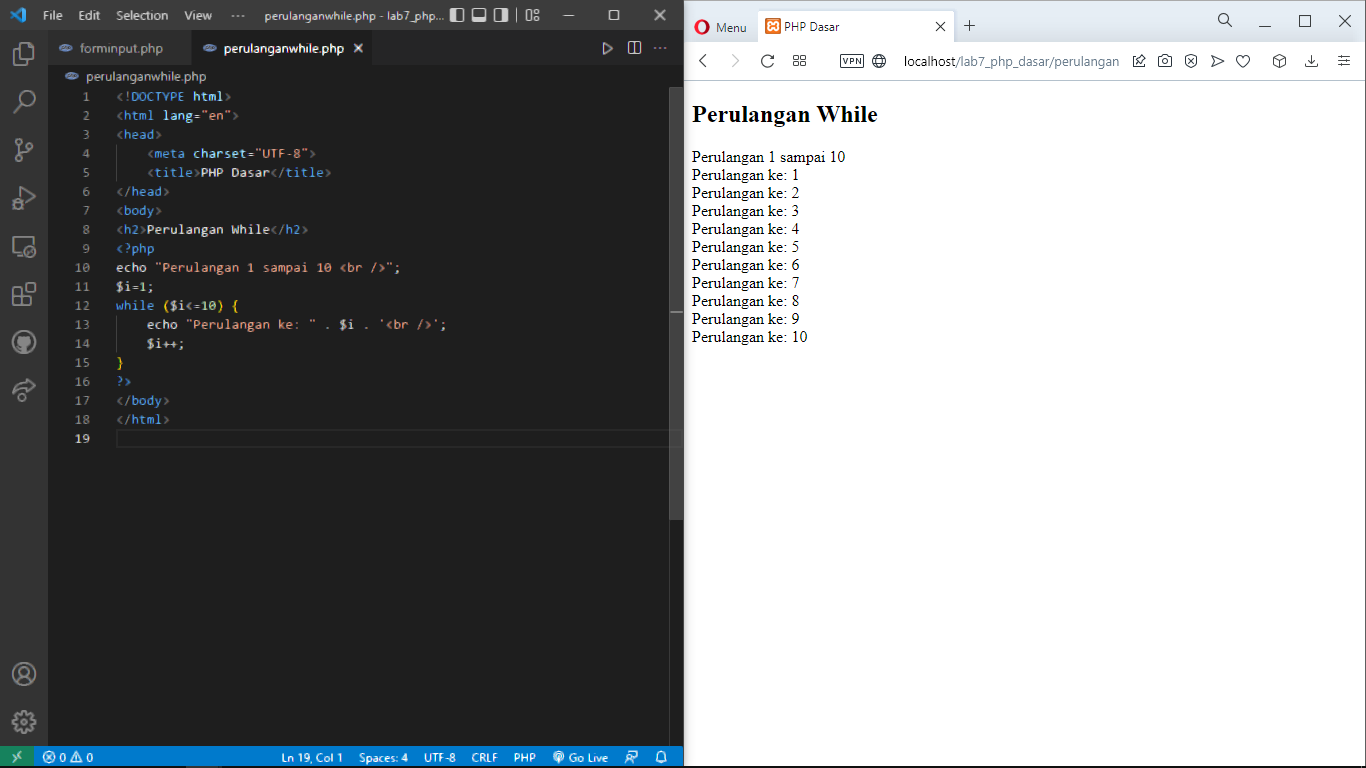 File Edit Selection View ··· perulanganwhile.php - lab7_php...
forminput.php perulanganwhile.php
perulanganwhile.php
1 <!DOCTYPE html>
2 <html lang="en">
3 <head>
4 <meta charset="UTF-8">
5 <title>PHP Dasar</title>
6 </head>
7 <body>
8 <h2>Perulangan While</h2>
9 <?php
10 echo "Perulangan 1 sampai 10 <br />";
11 $i=1;
12 while ($i<=10) {
13 echo "Perulangan ke: " . $i . '<br />';
14 $i++;
15 }
16 ?>
17 </body>
18 </html>
19
0 0 Ln 19, Col 1 Spaces: 4 UTF-8 CRLF PHP Go Live
Menu PHP Dasar
VPN localhost/lab7_php_dasar/perulangan
Perulangan While
Perulangan 1 sampai 10
Perulangan ke: 1
Perulangan ke: 2
Perulangan ke: 3
Perulangan ke: 4
Perulangan ke: 5
Perulangan ke: 6
Perulangan ke: 7
Perulangan ke: 8
Perulangan ke: 9
Perulangan ke: 10